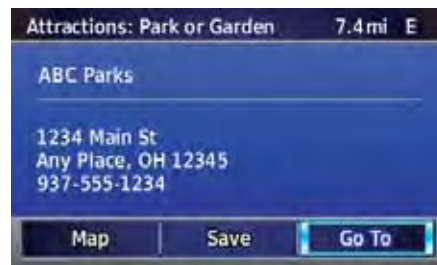 Attractions: Park or Garden 7.4mi E
ABC Parks
1234 Main St
Any Place, OH 12345
937-555-1234
Map Save Go To